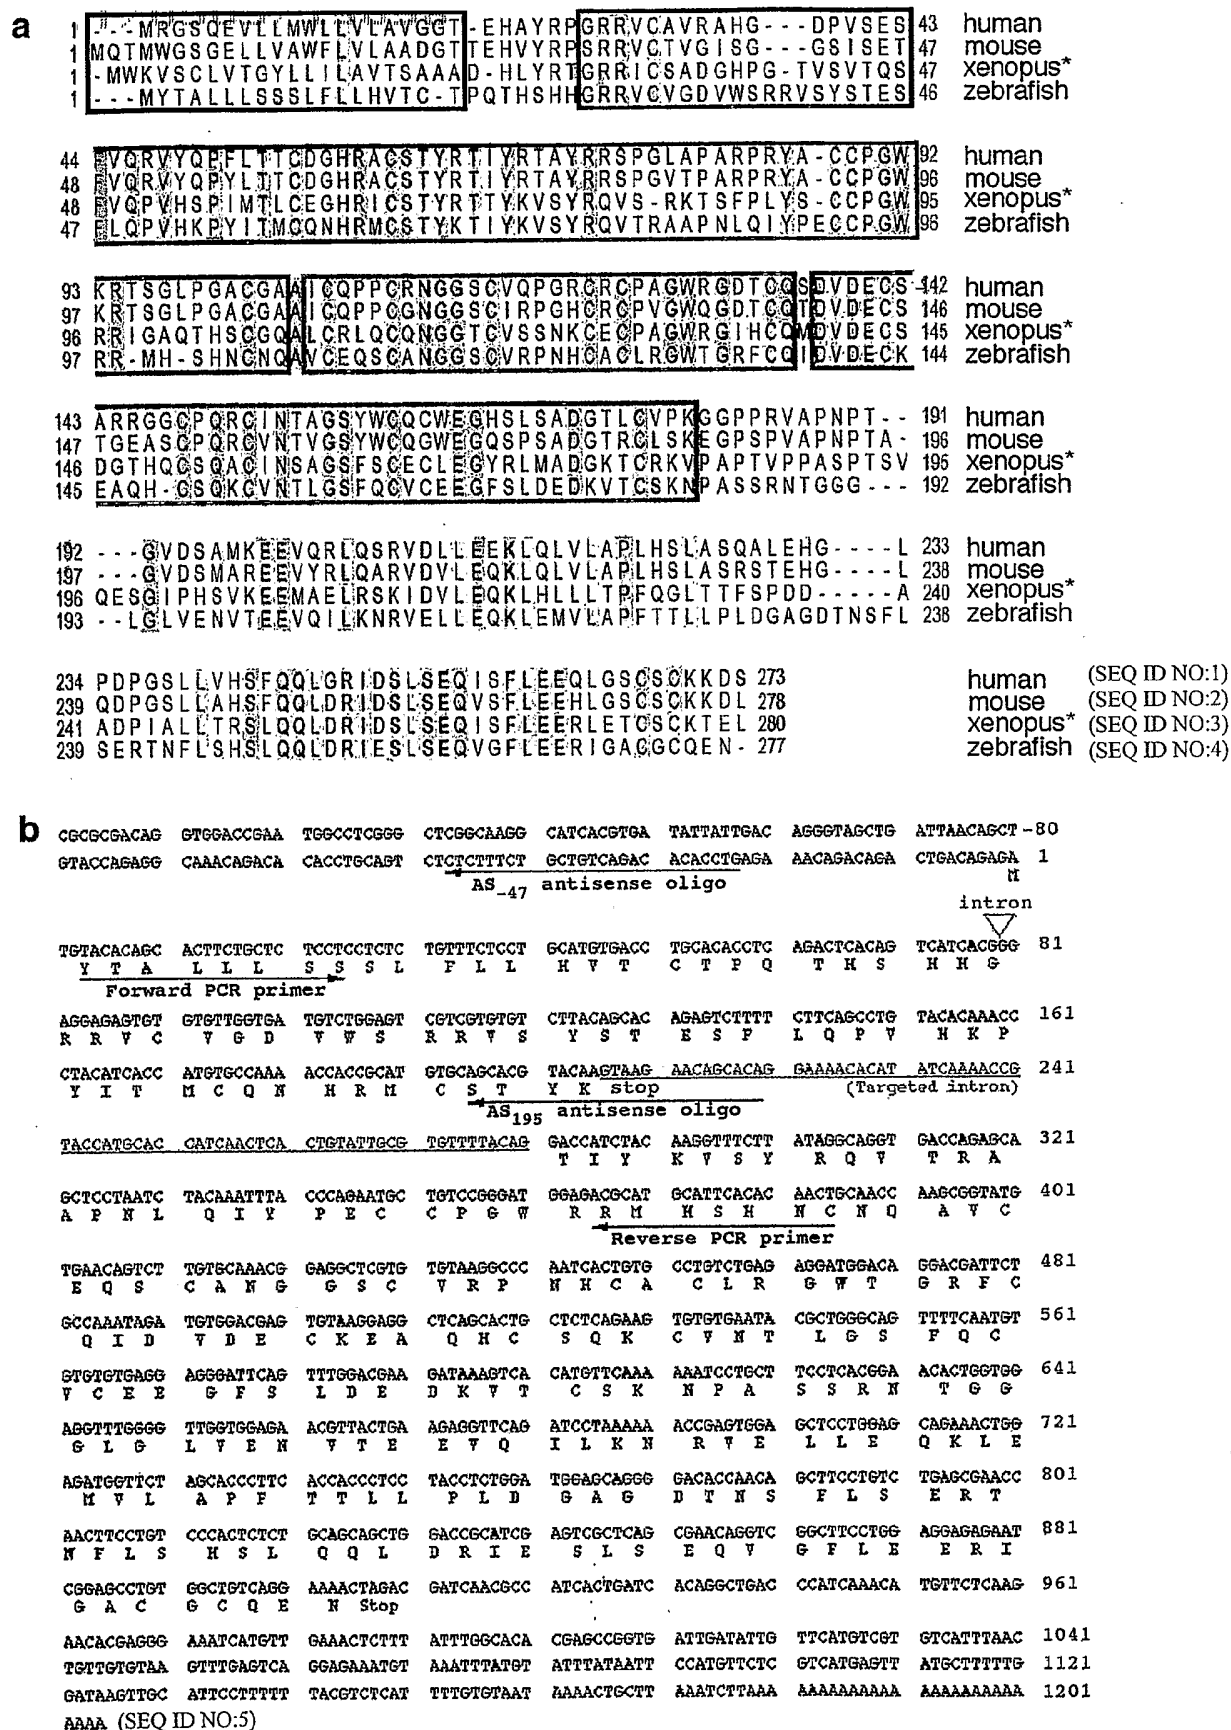 a
1 ---MRGSQEVLLMWLLVLAVGGT-EHAYRPGRRVCAVRAHG---DPVSES 43 human
1 MQTMWGSGELLVAWFLVLAADGTTEHVYRPSRRVCTVGISG---GSISET 47 mouse
1 -MWKVSCLVTGYLLILAVTSAAAD-HLYRTGRRICSADGHPG-TVSVTQS 47 xenopus*
1 ---MYTALLLSSSLFLLHVTC-TPQTHSHHGRRVCVGDVWSRRVSYSTES 46 zebrafish
44 FVQRVYQPFLTTCDGHRACSTYRTIYRTAYRRSPGLAPARPRYA-CCPGW 92 human
48 FVQRVYQPYLTTCDGHRACSTYRTIYRTAYRRSPGVTPARPRYA-CCPGW 96 mouse
48 FVQPVHSPIMTLCEGHRICSTYRTTYKVSYRQVS-RKTSFPLYS-CCPGW 95 xenopus*
47 FLQPVHKPYITMCQNHRMCSTYKTIYKVSYRQVTRAAPNLQIYPECCPGW 96 zebrafish
93 KRTSGLPGACGAAICQPPCRNGGSCVQPGRCRCPAGWRGDTCQSDVDECS 142 human
97 KRTSGLPGACGAAICQPPCGNGGSCIRPGHCRCPVGWQGDTCQTDVDECS 146 mouse
96 RRIGAQTHSCGQALCRLQCQNGGTCVSSNKCECPAGWRGIHCQMDVDECS 145 xenopus*
97 RR-MH-SHNCNQAVCEQSCANGGSCVRPNHCACLRGWTGRFCQIDVDECK 144 zebrafish
143 ARRGGCPQRCINTAGSYWCQCWEGHSLSADGTLCVPKGGPPRVAPNPT-- 191 human
147 TGEASCPQRCVNTVGSYWCQGWEGQSPSADGTRCLSKEGPSPVAPNPTA- 196 mouse
146 DGTHQCSQACINSAGSFSCECLEGYRLMADGKTCRKVPAPTVPPASPTSV 195 xenopus*
145 EAQH-CSQKCVNTLGSFQCVCEEGFSLDEDKVTCSKNPASSRNTGGG--- 192 zebrafish
192 ---GVDSAMKEEVQRLQSRVDLLEEKLQLVLAPLHSLASQALEHG----L 233 human
197 ---GVDSMAREEVYRLQARVDVLEQKLQLVLAPLHSLASRSTEHG----L 238 mouse
196 QESGIPHSVKEEMAELRSKIDVLEQKLHLLLTPFQGLTTFSPDD-----A 240 xenopus*
193 --LGLVENVTEEVQILKNRVELLEQKLEMVLAPFTTLLPLDGAGDTNSFL 238 zebrafish
234 PDPGSLLVHSFQQLGRIDSLSEQISFLEEQLGSCSCKKDS 273 human (SEQ ID NO:1)
239 QDPGSLLAHSFQQLDRIDSLSEQVSFLEEHLGSCSCKKDL 278 mouse (SEQ ID NO:2)
241 ADPIALLTRSLQQLDRIDSLSEQISFLEERLETCSCKTEL 280 xenopus* (SEQ ID NO:3)
239 SERTNFLSHSLQQLDRIESLSEQVGFLEERIGACGCQEN- 277 zebrafish (SEQ ID NO:4)
b
CGCGCGACAG GTGGACCGAA TGGCCTCGGG CTCGGCAAGG CATCACGTGA TATTATTGAC AGGGTAGCTG ATTAACAGCT -80
GTACCAGAGG CAAACAGACA CACCTGCAGT CTCTCTTTCT GCTGTCAGAC ACACCTGAGA AACAGACAGA CTGACAGAGA 1
M
AS-47 antisense oligo
intron
TGTACACAGC ACTTCTGCTC TCCTCCTCTC TGTTTCTCCT GCATGTGACC TGCACACCTC AGACTCACAG TCATCACGGG 81
Y T A L L L S S S L F L L H V T C T P Q T H S H H G
Forward PCR primer
AGGAGAGTGT GTGTTGGTGA TGTCTGGAGT CGTCGTGTGT CTTACAGCAC AGAGTCTTTT CTTCAGCCTG TACACAAACC 161
R R V C V G D V W S R R V S Y S T E S F L Q P V H K P
CTACATCACC ATGTGCCAAA ACCACCGCAT GTGCAGCACG TACAAGTAAG AACAGCACAG GAAAACACAT ATCAAAACCG 241
Y I T M C Q N H R M C S T Y K stop (Targeted intron)
AS195 antisense oligo
TACCATGCAC CATCAACTCA CTGTATTGCG TGTTTTACAG GACCATCTAC AAGGTTTCTT ATAGGCAGGT GACCAGAGCA 321
T I Y K V S Y R Q V T R A
GCTCCTAATC TACAAATTTA CCCAGAATGC TGTCCGGGAT GGAGACGCAT GCATTCACAC AACTGCAACC AAGCGGTATG 401
A P N L Q I Y P E C C P G W R R M H S H N C N Q A V C
Reverse PCR primer
TGAACAGTCT TGTGCAAACG GAGGCTCGTG TGTAAGGCCC AATCACTGTG CCTGTCTGAG AGGATGGACA GGACGATTCT 481
E Q S C A N G G S C V R P N H C A C L R G W T G R F C
GCCAAATAGA TGTGGACGAG TGTAAGGAGG CTCAGCACTG CTCTCAGAAG TGTGTGAATA CGCTGGGCAG TTTTCAATGT 561
Q I D V D E C K E A Q H C S Q K C V N T L G S F Q C
GTGTGTGAGG AGGGATTCAG TTTGGACGAA GATAAAGTCA CATGTTCAAA AAATCCTGCT TCCTCACGGA ACACTGGTGG 641
V C E E G F S L D E D K V T C S K N P A S S R N T G G
AGGTTTGGGG TTGGTGGAGA ACGTTACTGA AGAGGTTCAG ATCCTAAAAA ACCGAGTGGA GCTCCTGGAG CAGAAACTGG 721
G L G L V E N V T E E V Q I L K N R V E L L E Q K L E
AGATGGTTCT AGCACCCTTC ACCACCCTCC TACCTCTGGA TGGAGCAGGG GACACCAACA GCTTCCTGTC TGAGCGAACC 801
M V L A P F T T L L P L D G A G D T N S F L S E R T
AACTTCCTGT CCCACTCTCT GCAGCAGCTG GACCGCATCG AGTCGCTCAG CGAACAGGTC GGCTTCCTGG AGGAGAGAAT 881
N F L S H S L Q Q L D R I E S L S E Q V G F L E E R I
CGGAGCCTGT GGCTGTCAGG AAAACTAGAC GATCAACGCC ATCACTGATC ACAGGCTGAC CCATCAAACA TGTTCTCAAG 961
G A C G C Q E N Stop
AACACGAGGG AAATCATGTT GAAACTCTTT ATTTGGCACA CGAGCCGGTG ATTGATATTG TTCATGTCGT GTCATTTAAC 1041
TGTTGTGTAA GTTTGAGTCA GGAGAAATGT AAATTTATGT ATTTATAATT CCATGTTCTC GTCATGAGTT ATGCTTTTTG 1121
GATAAGTTGC ATTCCTTTTT TACGTCTCAT TTTGTGTAAT AAAACTGCTT AAATCTTAAA AAAAAAAAAA AAAAAAAAAA 1201
AAAA (SEQ ID NO:5)